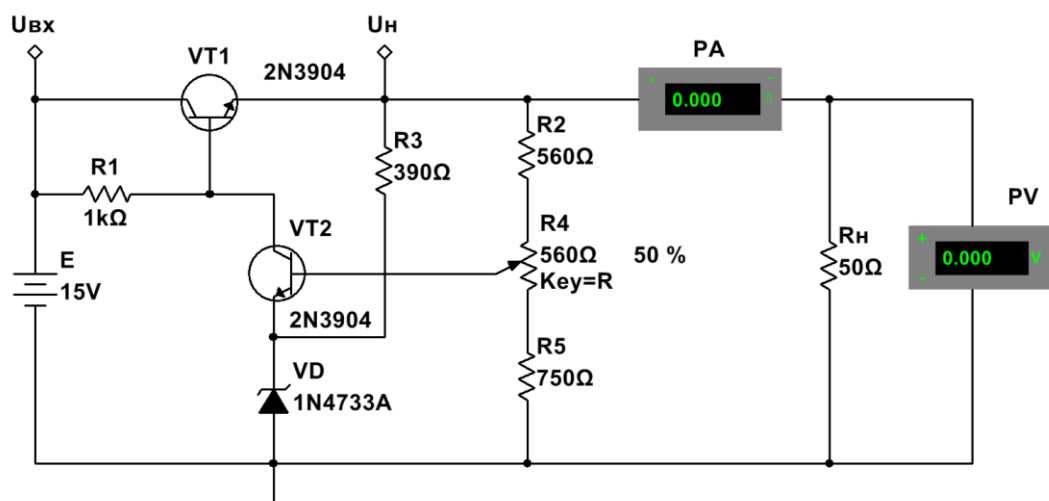 Uвх
VT1
2N3904
Uн
PA
+
-
0.000
A
R1
1kΩ
R3
390Ω
R2
560Ω
VT2
2N3904
R4
560Ω
50 %
Key=R
E
15V
VD
1N4733A
R5
750Ω
Rн
50Ω
PV
+
-
0.000
V